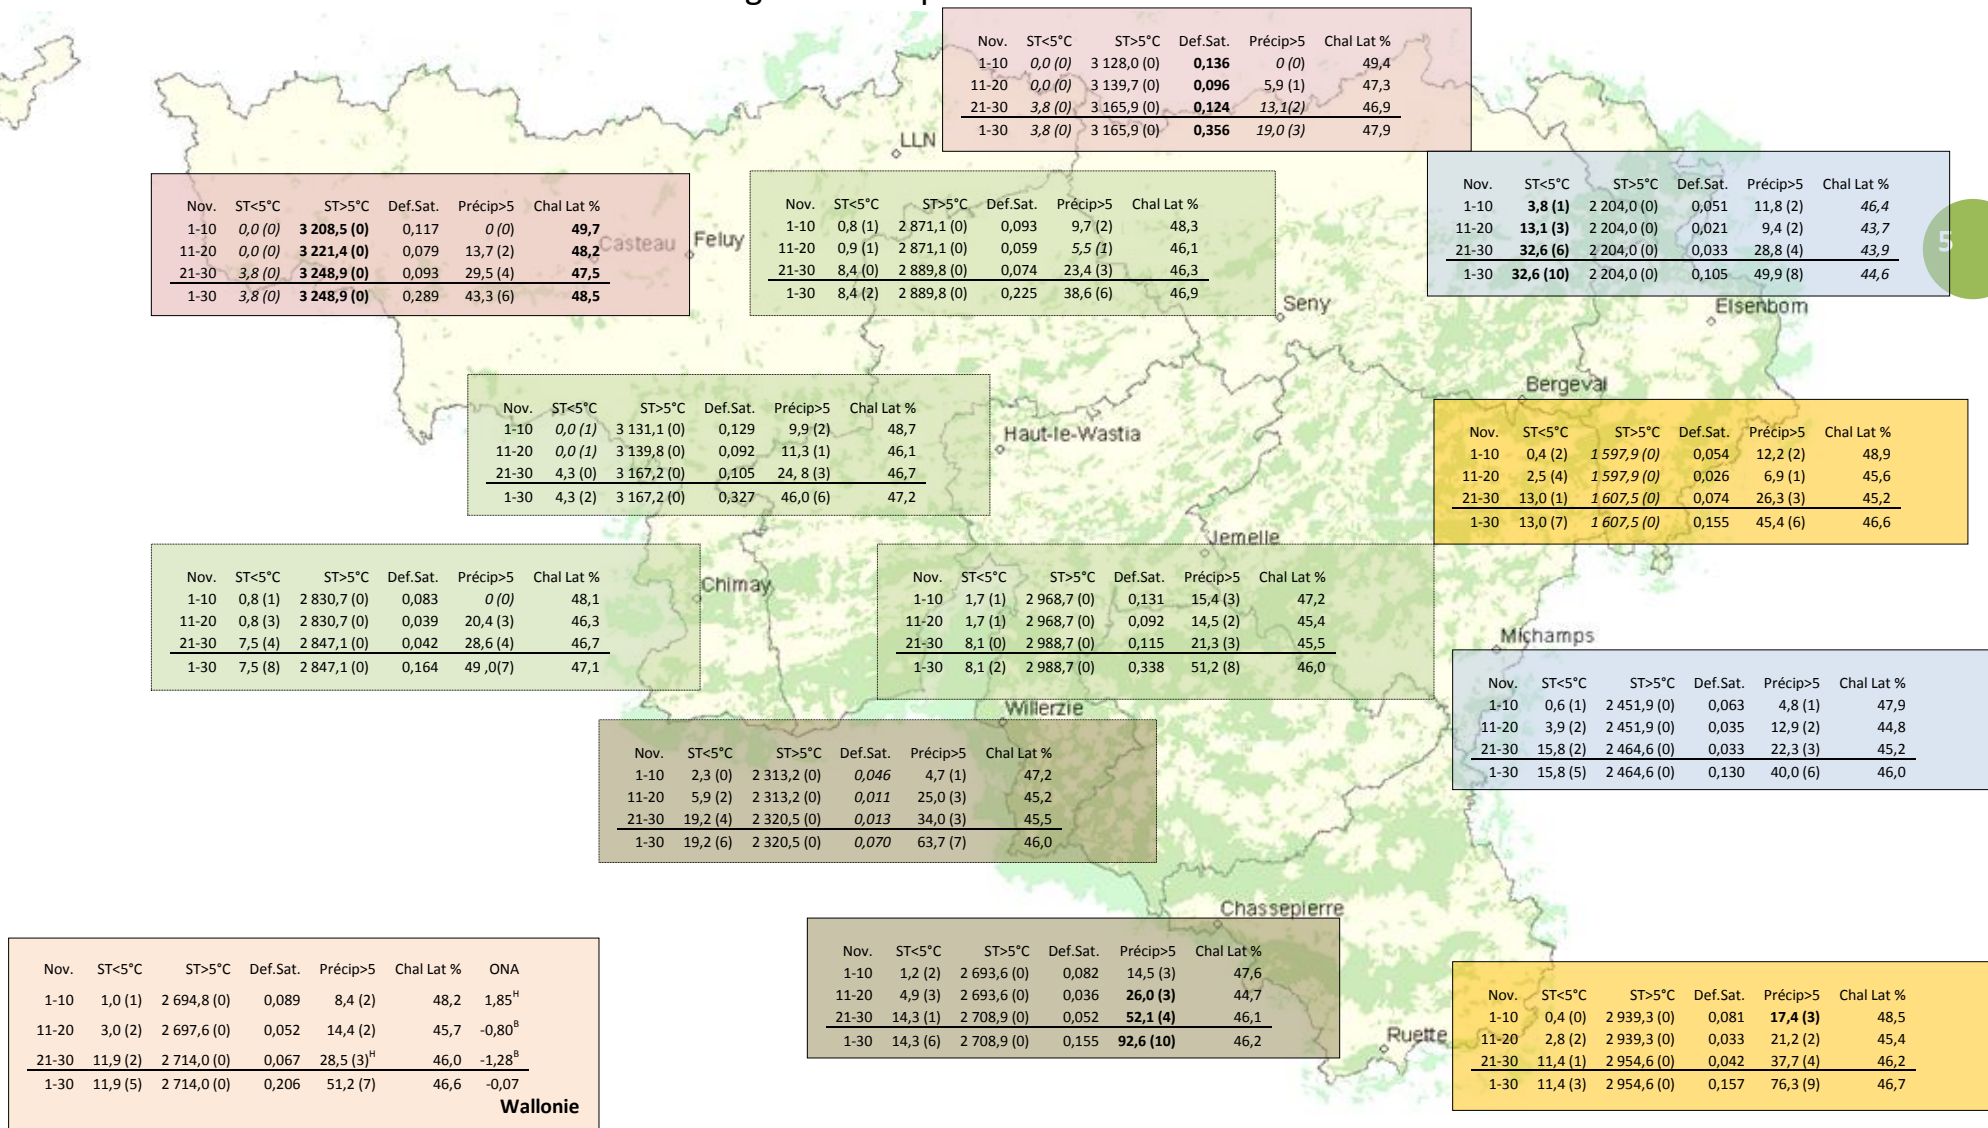 Nov. ST<5°C ST>5°C Def.Sat. Précip>5 Chal Lat %
1-10 0,0 (0) 3 128,0 (0) 0,136 0 (0) 49,4
11-20 0,0 (0) 3 139,7 (0) 0,096 5,9 (1) 47,3
21-30 3,8 (0) 3 165,9 (0) 0,124 13,1(2) 46,9
1-30 3,8 (0) 3 165,9 (0) 0,356 19,0 (3) 47,9
LLN
Nov. ST<5°C ST>5°C Def.Sat. Précip>5 Chal Lat %
1-10 0,0 (0) 3 208,5 (0) 0,117 0 (0) 49,7
11-20 0,0 (0) 3 221,4 (0) 0,079 13,7 (2) 48,2
21-30 3,8 (0) 3 248,9 (0) 0,093 29,5 (4) 47,5
1-30 3,8 (0) 3 248,9 (0) 0,289 43,3 (6) 48,5
Casteau
Feluy
Nov. ST<5°C ST>5°C Def.Sat. Précip>5 Chal Lat %
1-10 0,8 (1) 2 871,1 (0) 0,093 9,7 (2) 48,3
11-20 0,9 (1) 2 871,1 (0) 0,059 5,5 (1) 46,1
21-30 8,4 (0) 2 889,8 (0) 0,074 23,4 (3) 46,3
1-30 8,4 (2) 2 889,8 (0) 0,225 38,6 (6) 46,9
Seny
Nov. ST<5°C ST>5°C Def.Sat. Précip>5 Chal Lat %
1-10 3,8 (1) 2 204,0 (0) 0,051 11,8 (2) 46,4
11-20 13,1 (3) 2 204,0 (0) 0,021 9,4 (2) 43,7
21-30 32,6 (6) 2 204,0 (0) 0,033 28,8 (4) 43,9
1-30 32,6 (10) 2 204,0 (0) 0,105 49,9 (8) 44,6
5
Elsenborn
Nov. ST<5°C ST>5°C Def.Sat. Précip>5 Chal Lat %
1-10 0,0 (1) 3 131,1 (0) 0,129 9,9 (2) 48,7
11-20 0,0 (1) 3 139,8 (0) 0,092 11,3 (1) 46,1
21-30 4,3 (0) 3 167,2 (0) 0,105 24, 8 (3) 46,7
1-30 4,3 (2) 3 167,2 (0) 0,327 46,0 (6) 47,2
Haut-le-Wastia
Bergeval
Nov. ST<5°C ST>5°C Def.Sat. Précip>5 Chal Lat %
1-10 0,4 (2) 1 597,9 (0) 0,054 12,2 (2) 48,9
11-20 2,5 (4) 1 597,9 (0) 0,026 6,9 (1) 45,6
21-30 13,0 (1) 1 607,5 (0) 0,074 26,3 (3) 45,2
1-30 13,0 (7) 1 607,5 (0) 0,155 45,4 (6) 46,6
Nov. ST<5°C ST>5°C Def.Sat. Précip>5 Chal Lat %
1-10 0,8 (1) 2 830,7 (0) 0,083 0 (0) 48,1
11-20 0,8 (3) 2 830,7 (0) 0,039 20,4 (3) 46,3
21-30 7,5 (4) 2 847,1 (0) 0,042 28,6 (4) 46,7
1-30 7,5 (8) 2 847,1 (0) 0,164 49 ,0(7) 47,1
Chimay
Jemelle
Nov. ST<5°C ST>5°C Def.Sat. Précip>5 Chal Lat %
1-10 1,7 (1) 2 968,7 (0) 0,131 15,4 (3) 47,2
11-20 1,7 (1) 2 968,7 (0) 0,092 14,5 (2) 45,4
21-30 8,1 (0) 2 988,7 (0) 0,115 21,3 (3) 45,5
1-30 8,1 (2) 2 988,7 (0) 0,338 51,2 (8) 46,0
Michamps
Nov. ST<5°C ST>5°C Def.Sat. Précip>5 Chal Lat %
1-10 0,6 (1) 2 451,9 (0) 0,063 4,8 (1) 47,9
11-20 3,9 (2) 2 451,9 (0) 0,035 12,9 (2) 44,8
21-30 15,8 (2) 2 464,6 (0) 0,033 22,3 (3) 45,2
1-30 15,8 (5) 2 464,6 (0) 0,130 40,0 (6) 46,0
Willerzie
Nov. ST<5°C ST>5°C Def.Sat. Précip>5 Chal Lat %
1-10 2,3 (0) 2 313,2 (0) 0,046 4,7 (1) 47,2
11-20 5,9 (2) 2 313,2 (0) 0,011 25,0 (3) 45,2
21-30 19,2 (4) 2 320,5 (0) 0,013 34,0 (3) 45,5
1-30 19,2 (6) 2 320,5 (0) 0,070 63,7 (7) 46,0
Chassepierre
Nov. ST<5°C ST>5°C Def.Sat. Précip>5 Chal Lat %
1-10 1,2 (2) 2 693,6 (0) 0,082 14,5 (3) 47,6
11-20 4,9 (3) 2 693,6 (0) 0,036 26,0 (3) 44,7
21-30 14,3 (1) 2 708,9 (0) 0,052 52,1 (4) 46,1
1-30 14,3 (6) 2 708,9 (0) 0,155 92,6 (10) 46,2
Ruette
Nov. ST<5°C ST>5°C Def.Sat. Précip>5 Chal Lat %
1-10 0,4 (0) 2 939,3 (0) 0,081 17,4 (3) 48,5
11-20 2,8 (2) 2 939,3 (0) 0,033 21,2 (2) 45,4
21-30 11,4 (1) 2 954,6 (0) 0,042 37,7 (4) 46,2
1-30 11,4 (3) 2 954,6 (0) 0,157 76,3 (9) 46,7
Nov. ST<5°C ST>5°C Def.Sat. Précip>5 Chal Lat % ONA
1-10 1,0 (1) 2 694,8 (0) 0,089 8,4 (2) 48,2 1,85H
11-20 3,0 (2) 2 697,6 (0) 0,052 14,4 (2) 45,7 -0,80B
21-30 11,9 (2) 2 714,0 (0) 0,067 28,5 (3)H 46,0 -1,28B
1-30 11,9 (5) 2 714,0 (0) 0,206 51,2 (7) 46,6 -0,07
Wallonie